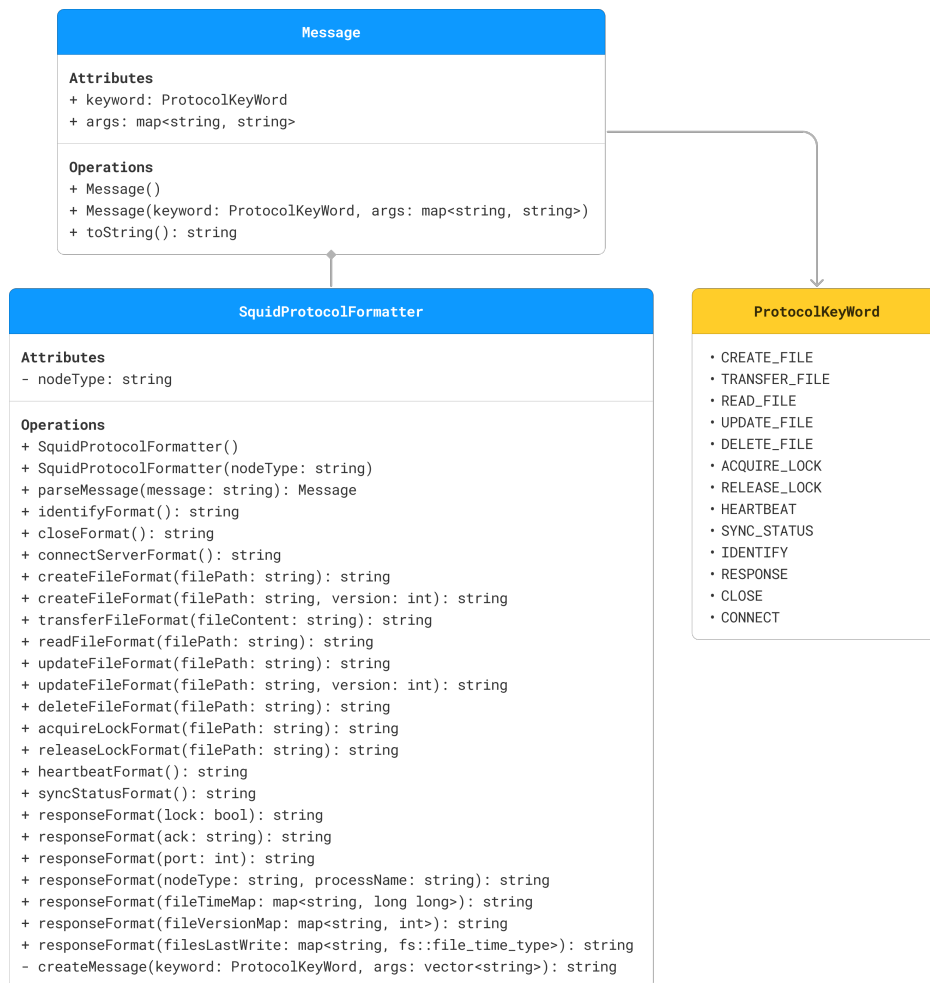 Message
Attributes
+ keyword: ProtocolKeyWord
+ args: map<string, string>
Operations
+ Message()
+ Message(keyword: ProtocolKeyWord, args: map<string, string>)
+ toString(): string
SquidProtocolFormatter
Attributes
- nodeType: string
Operations
+ SquidProtocolFormatter()
+ SquidProtocolFormatter(nodeType: string)
+ parseMessage(message: string): Message
+ identifyFormat(): string
+ closeFormat(): string
+ connectServerFormat(): string
+ createFileFormat(filePath: string): string
+ createFileFormat(filePath: string, version: int): string
+ transferFileFormat(fileContent: string): string
+ readFileFormat(filePath: string): string
+ updateFileFormat(filePath: string): string
+ updateFileFormat(filePath: string, version: int): string
+ deleteFileFormat(filePath: string): string
+ acquireLockFormat(filePath: string): string
+ releaseLockFormat(filePath: string): string
+ heartbeatFormat(): string
+ syncStatusFormat(): string
+ responseFormat(lock: bool): string
+ responseFormat(ack: string): string
+ responseFormat(port: int): string
+ responseFormat(nodeType: string, processName: string): string
+ responseFormat(fileTimeMap: map<string, long long>): string
+ responseFormat(fileVersionMap: map<string, int>): string
+ responseFormat(filesLastWrite: map<string, fs::file_time_type>): string
- createMessage(keyword: ProtocolKeyWord, args: vector<string>): string
ProtocolKeyWord
• CREATE_FILE
• TRANSFER_FILE
• READ_FILE
• UPDATE_FILE
• DELETE_FILE
• ACQUIRE_LOCK
• RELEASE_LOCK
• HEARTBEAT
• SYNC_STATUS
• IDENTIFY
• RESPONSE
• CLOSE
• CONNECT